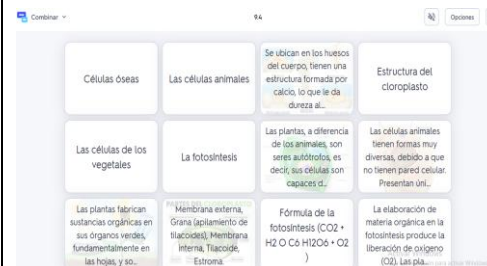 Combinar
9.4
Opciones
Células óseas
Las células animales
Se ubican en los huesos
del cuerpo, tienen una
estructura formada por
calcio, lo que le da
dureza al...
Estructura del
cloroplasto
Las células de los
vegetales
La fotosíntesis
Las plantas, a diferencia
de los animales, son
seres autótrofos, es
decir, sus células son
capaces d...
Las células animales
tienen formas muy
diversas, debido a que
no tienen pared celular.
Presentan úni...
Las plantas fabrican
sustancias orgánicas en
sus órganos verdes,
fundamentalmente en
las hojas, y so...
Membrana externa,
Grana (apilamiento de
tilacoides), Membrana
interna, Tilacoide,
Estroma.
Fórmula de la
fotosíntesis (CO2 +
H2 O C6 H12O6 + O2
)
La elaboración de
materia orgánica en la
fotosíntesis produce la
liberación de oxígeno
(O2). Las pla...